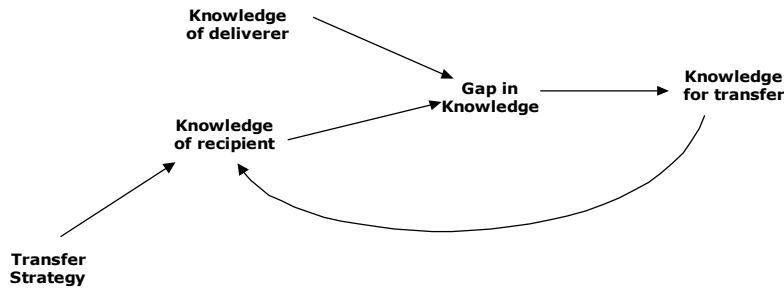 Knowledge
of deliverer
Gap in
Knowledge
Knowledge
for transfer
Knowledge
of recipient
Transfer
Strategy